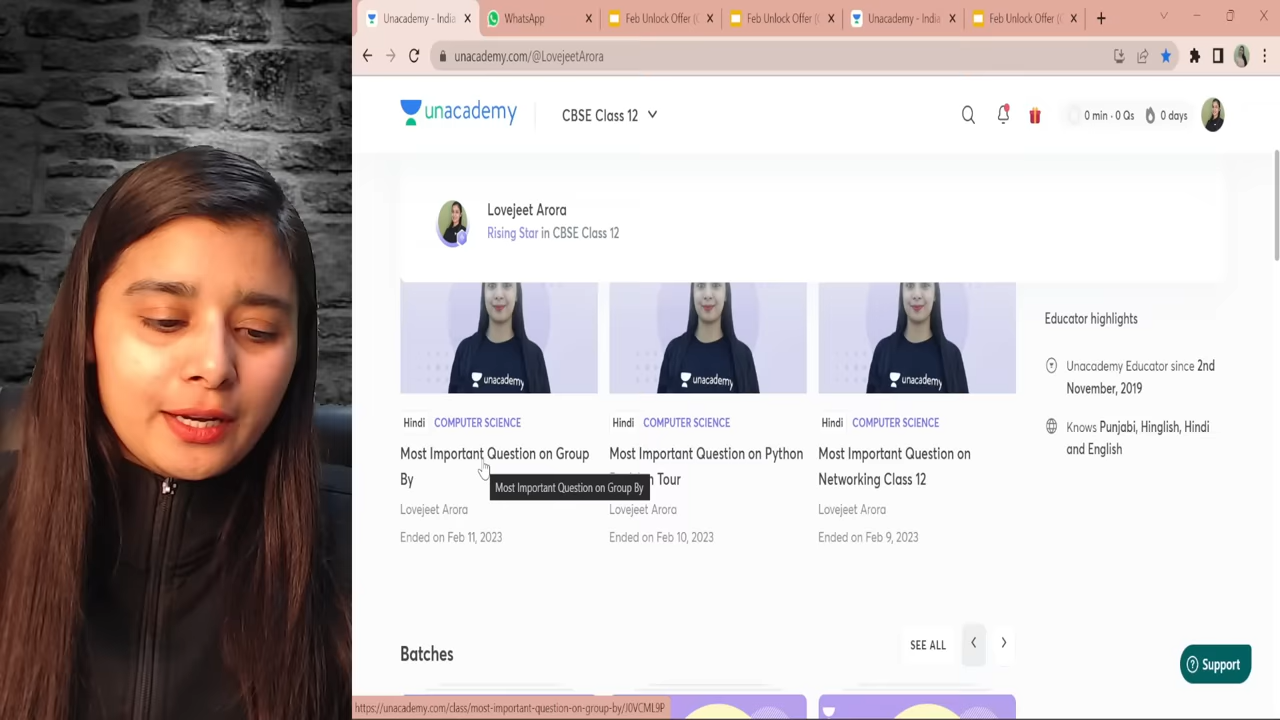 Unacademy - India
WhatsApp
Feb Unlock Offer (
Feb Unlock Offer (
Unacademy - India
Feb Unlock Offer (
unacademy.com/@LovejeetArora
unacademy
CBSE Class 12
0 min · 0 Qs
0 days
Lovejeet Arora
Rising Star in CBSE Class 12
unacademy
unacademy
unacademy
Hindi COMPUTER SCIENCE
Most Important Question on Group
By
Lovejeet Arora
Ended on Feb 11, 2023
Most Important Question on Group By
Hindi COMPUTER SCIENCE
Most Important Question on Python
Tour
Lovejeet Arora
Ended on Feb 10, 2023
Hindi COMPUTER SCIENCE
Most Important Question on
Networking Class 12
Lovejeet Arora
Ended on Feb 9, 2023
Educator highlights
Unacademy Educator since 2nd
November, 2019
Knows Punjabi, Hinglish, Hindi
and English
Batches
SEE ALL
Support
https://unacademy.com/class/most-important-question-on-group-by/J0VCML9P